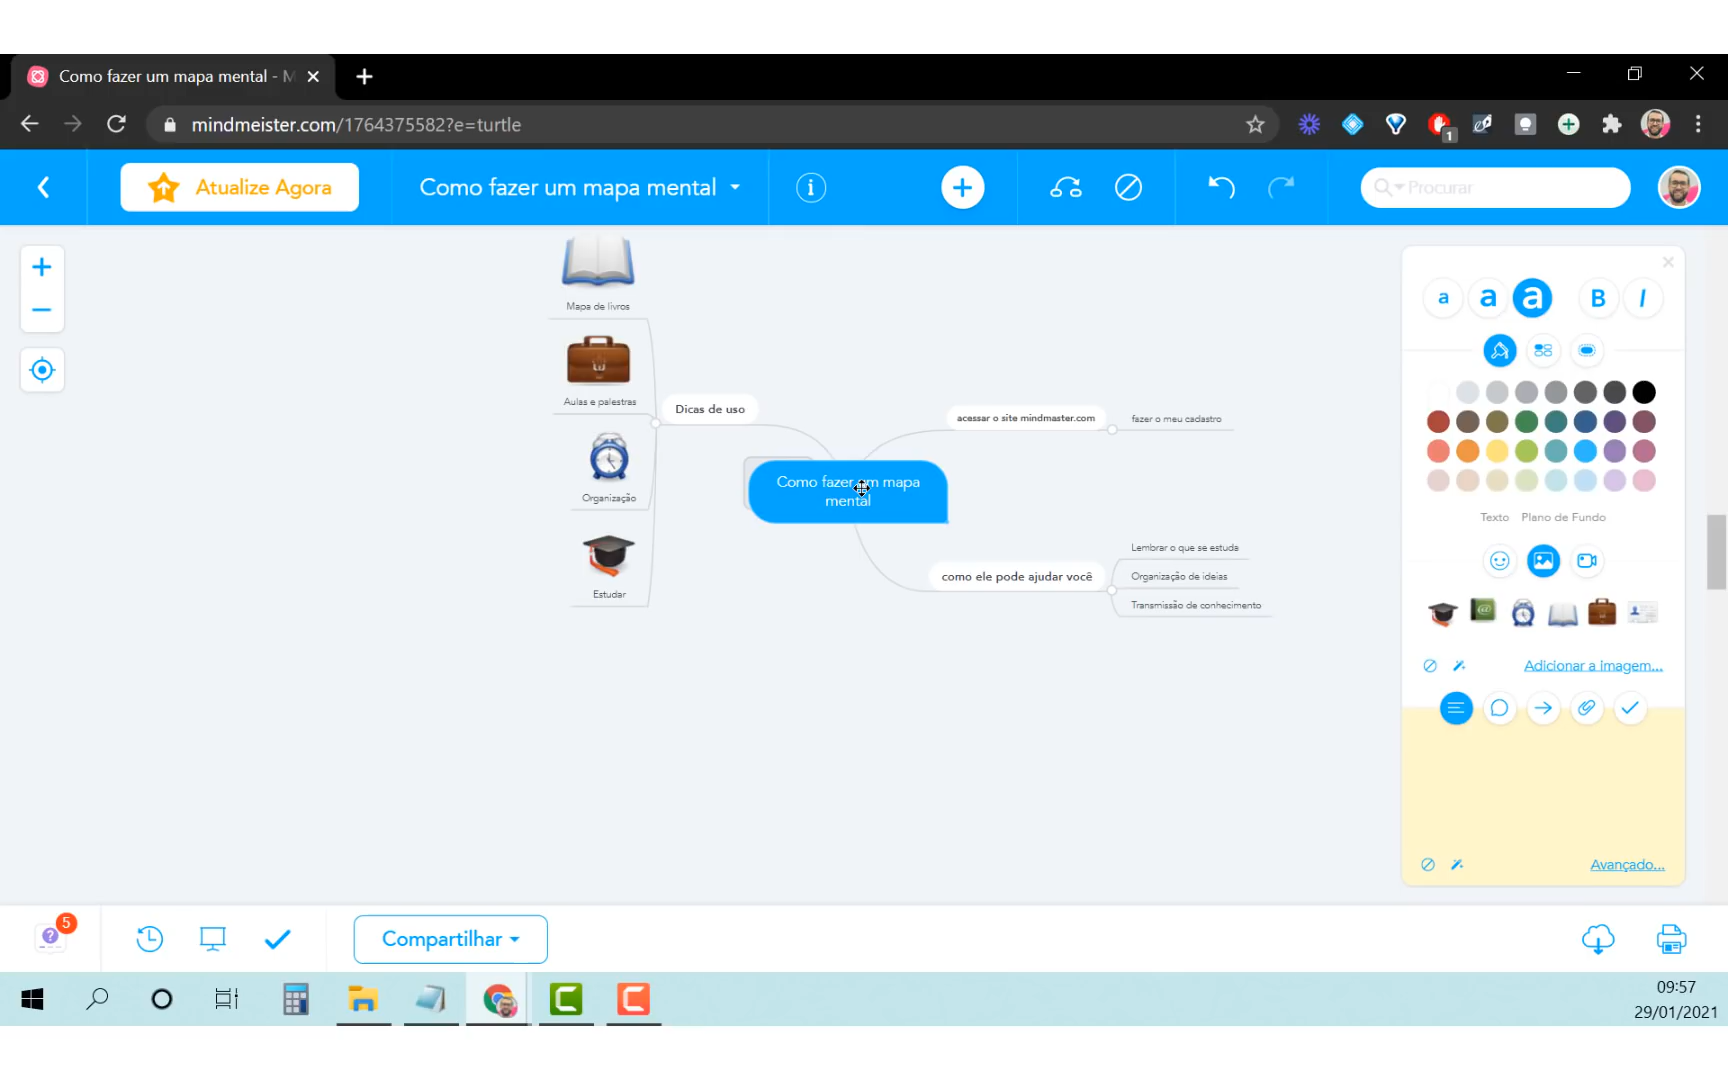 Como fazer um mapa mental - M
mindmeister.com/1764375582?e=turtle
1
Atualize Agora
Como fazer um mapa mental
Procurar
Mapa de livros
Aulas e palestras
Organização
Estudar
Dicas de uso
Como fazer um mapa
mental
acessar o site mindmaster.com
fazer o meu cadastro
como ele pode ajudar você
Lembrar o que se estuda
Organização de ideias
Transmissão de conhecimento
a a a B I
Texto Plano de Fundo
Adicionar a imagem...
Avançado...
5
Compartilhar
09:57
29/01/2021